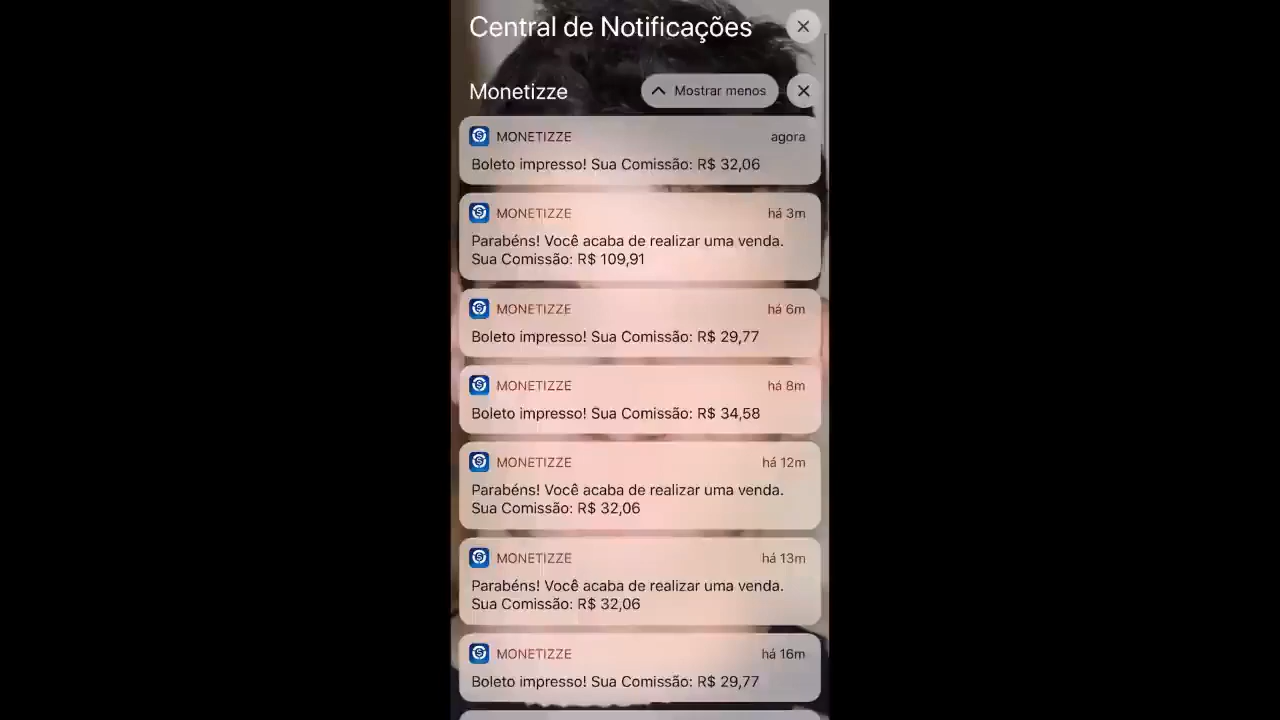 Central de Notificações
Monetizze
Mostrar menos
MONETIZZE
agora
Boleto impresso! Sua Comissão: R$ 32,06
MONETIZZE
há 3m
Parabéns! Você acaba de realizar uma venda.
Sua Comissão: R$ 109,91
MONETIZZE
há 6m
Boleto impresso! Sua Comissão: R$ 29,77
MONETIZZE
há 8m
Boleto impresso! Sua Comissão: R$ 34,58
MONETIZZE
há 12m
Parabéns! Você acaba de realizar uma venda.
Sua Comissão: R$ 32,06
MONETIZZE
há 13m
Parabéns! Você acaba de realizar uma venda.
Sua Comissão: R$ 32,06
MONETIZZE
há 16m
Boleto impresso! Sua Comissão: R$ 29,77